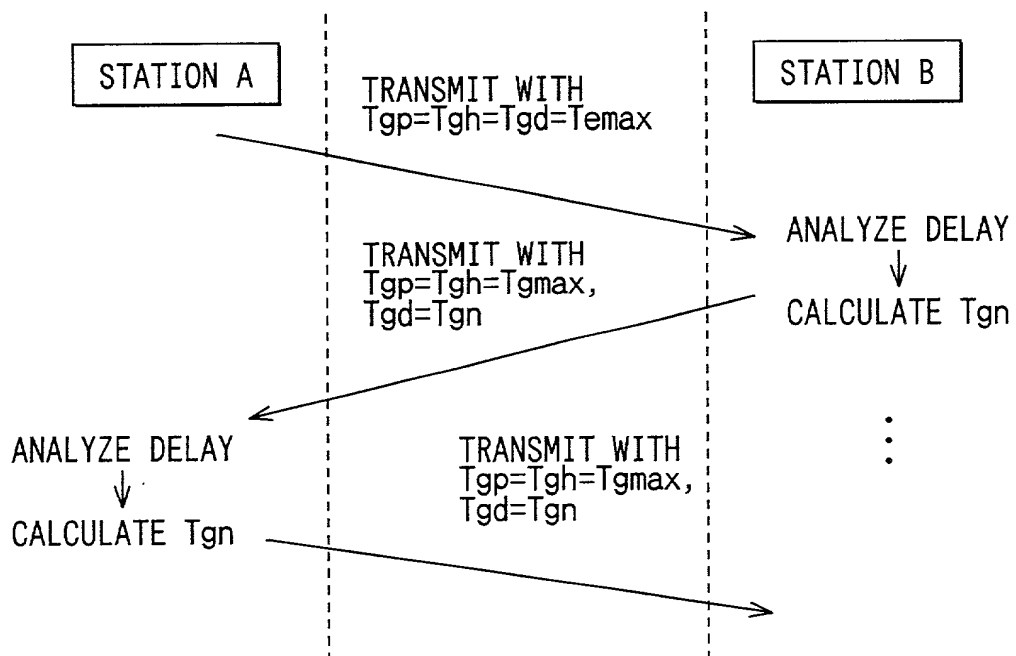 STATION A
STATION B
TRANSMIT WITH
Tgp=Tgh=Tgd=Temax
ANALYZE DELAY
CALCULATE Tgn
TRANSMIT WITH
Tgp=Tgh=Tgmax,
Tgd=Tgn
ANALYZE DELAY
CALCULATE Tgn
TRANSMIT WITH
Tgp=Tgh=Tgmax,
Tgd=Tgn